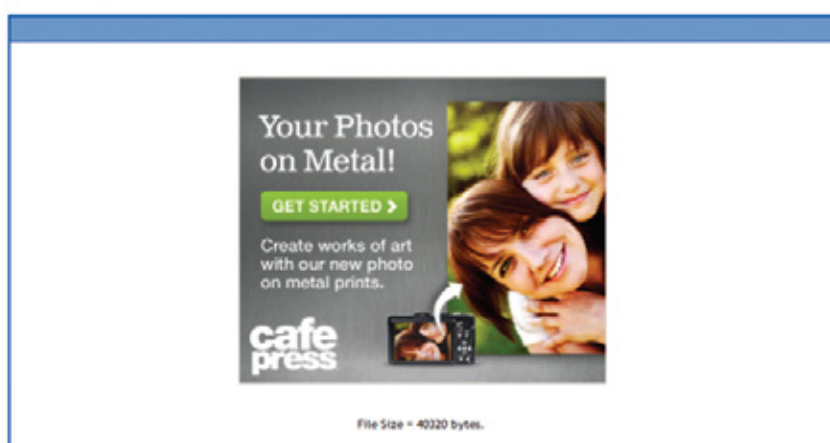 Your Photos
on Metal!
GET STARTED >
Create works of art
with our new photo
on metal prints.
cafe
press
File Size = 40320 bytes.